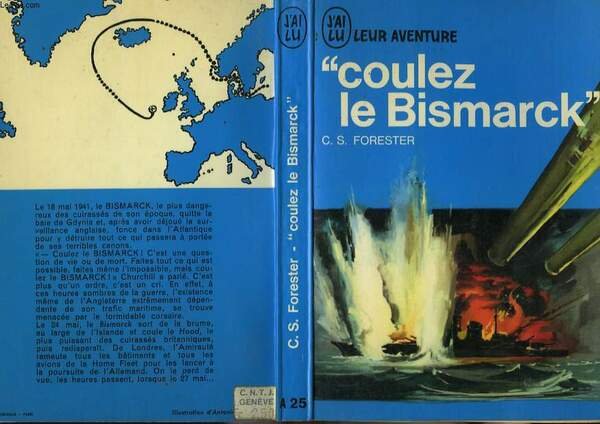 Le 18 mai 1941, le BISMARCK, le plus dange-
reux des cuirassés de son époque, quitte la
baie de Gdynia et, après avoir déjoué la sur-
veillance anglaise, fonce dans l'Atlantique
pour y détruire tout ce qui passera à portée
de ses terribles canons.
« — Coulez le BISMARCK ! C'est une ques-
tion de vie ou de mort. Faites tout ce qui est
possible, faites même l'impossible, mais cou-
lez le BISMARCK ! » Churchill a parlé. C'est
plus qu'un ordre, c'est un cri. En effet, à
ces heures sombres de la guerre, l'existence
même de l'Angleterre extrêmement dépen-
dante de son trafic maritime, se trouve
menacée par le formidable corsaire.
Le 24 mai, le Bismarck sort de la brume
au large de l'Islande et coule le Hood, le
plus puissant des cuirassés britanniques,
puis redisparaît. De Londres, l'Amirauté
rameute tous les bâtiments et tous les
avions de la Home Fleet pour les lancer à
la poursuite de l'Allemand. On le perd de
vue, les heures passent, lorsque le 27 mai...
Illustration d'Antonio
C. N. T. J.
GENÈVE
J'AI
LU
C. S. Forester - "coulez le Bismarck"
A 25
J'AI
LU
LEUR AVENTURE
"coulez
le Bismarck"
C. S. FORESTER